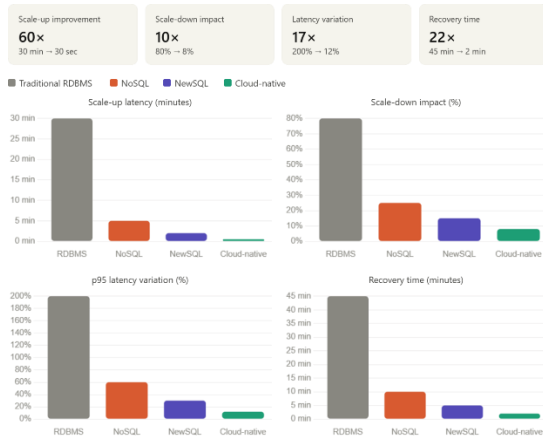 Scale-up improvement
60×
30 min → 30 sec
Scale-down impact
10×
80% → 8%
Latency variation
17×
200% → 12%
Recovery time
22×
45 min → 2 min
Traditional RDBMS NoSQL NewSQL Cloud-native
Scale-up latency (minutes)
30 min
25 min
20 min
15 min
10 min
5 min
0 min
RDBMS NoSQL NewSQL Cloud-native
Scale-down impact (%)
80%
70%
60%
50%
40%
30%
20%
10%
0%
RDBMS NoSQL NewSQL Cloud-native
p95 latency variation (%)
200%
180%
160%
140%
120%
100%
80%
60%
40%
20%
0%
RDBMS NoSQL NewSQL Cloud-native
Recovery time (minutes)
45 min
40 min
35 min
30 min
25 min
20 min
15 min
10 min
5 min
0 min
RDBMS NoSQL NewSQL Cloud-native